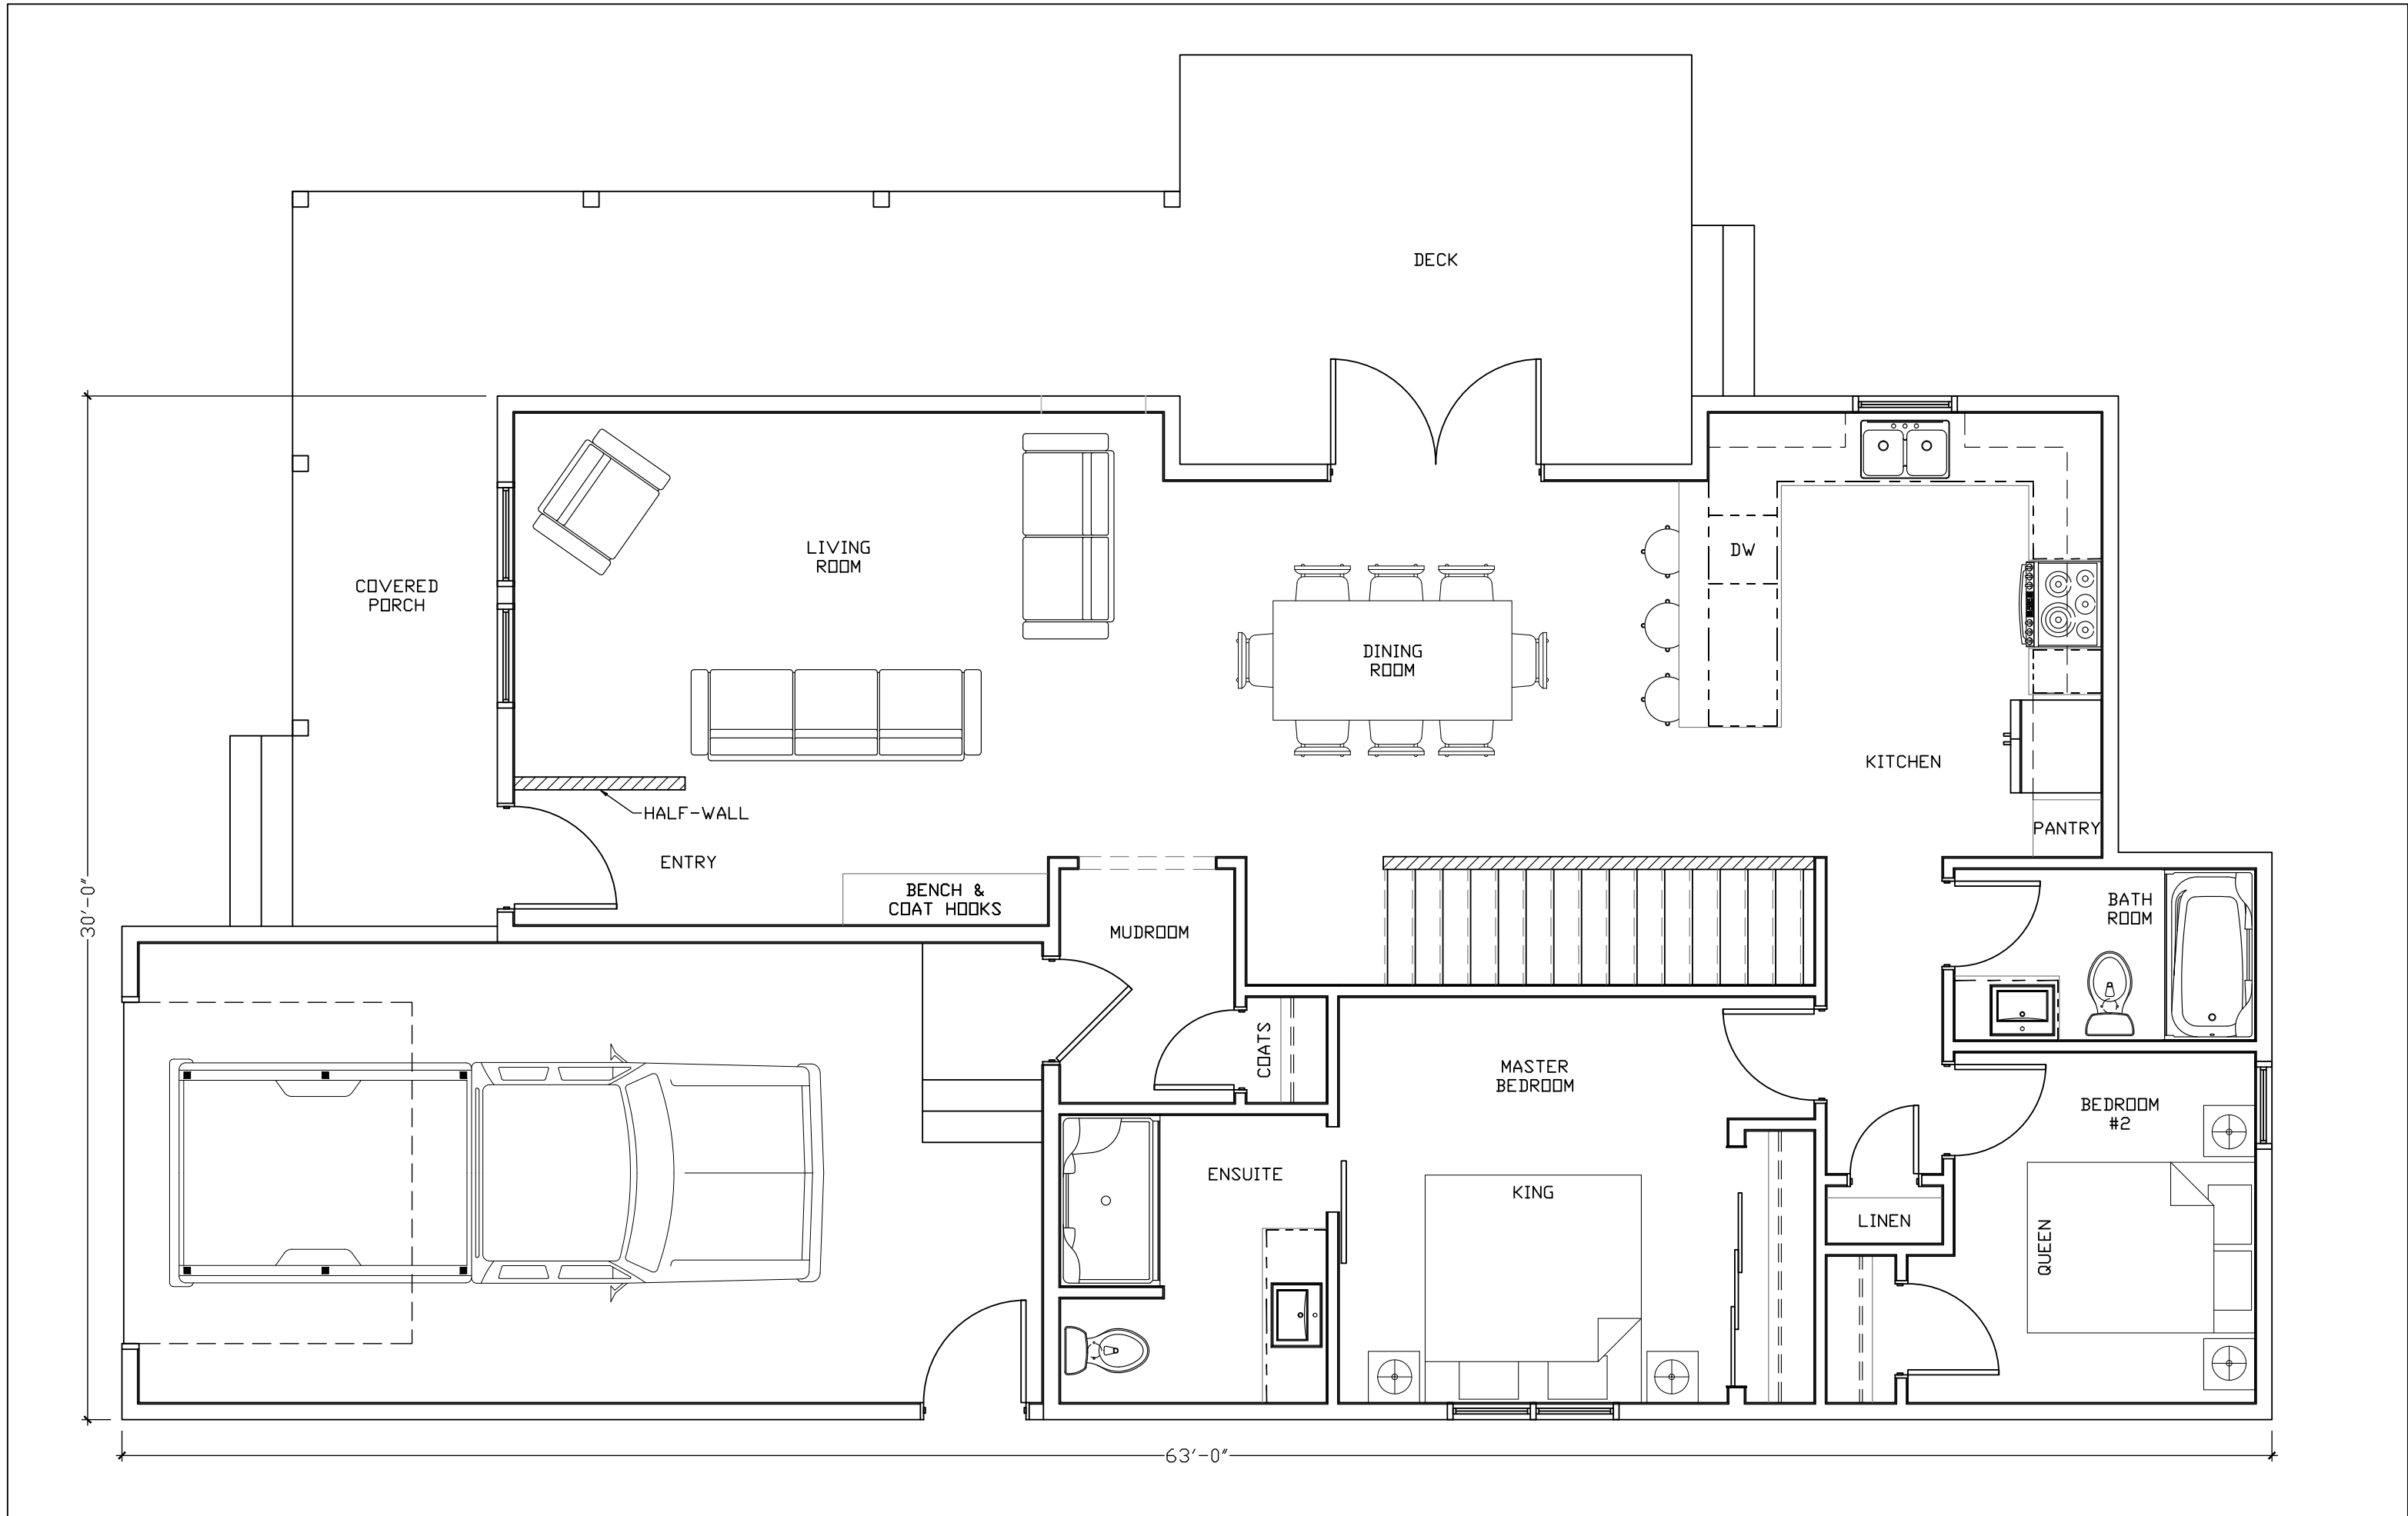 DECK
LIVING
ROOM
DW
COVERED
PORCH
DINING
ROOM
KITCHEN
HALF-WALL
PANTRY
ENTRY
BENCH &
COAT HOOKS
BATH
ROOM
30'-0"
MUDROOM
COATS
MASTER
BEDROOM
BEDROOM
#2
ENSUITE
KING
LINEN
QUEEN
63'-0"